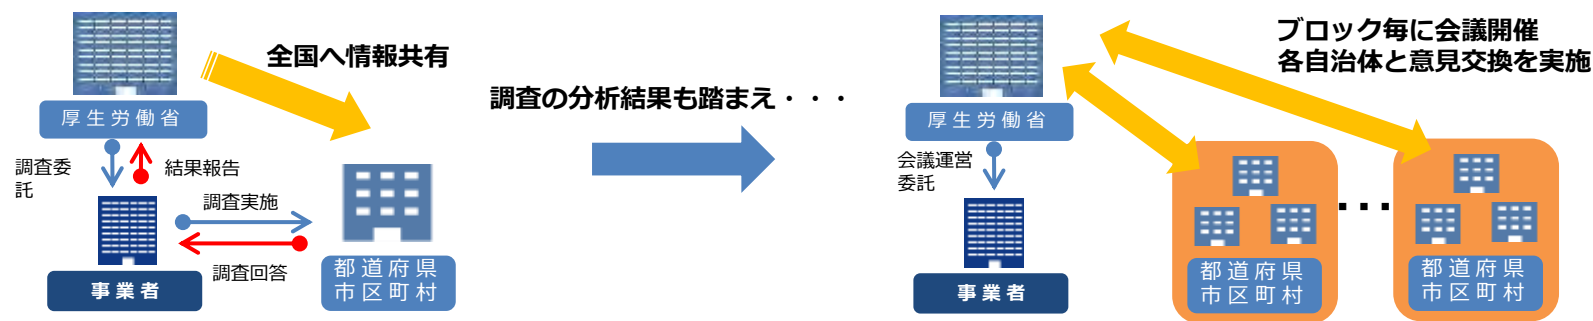 全国へ情報共有
厚生労働省
調査委
託
結果報告
調査実施
調査回答
事業者
都道府県
市区町村
調査の分析結果も踏まえ・・・
ブロック毎に会議開催
各自治体と意見交換を実施
厚生労働省
会議運営
委託
事業者
都道府県
市区町村
・・・
都道府県
市区町村